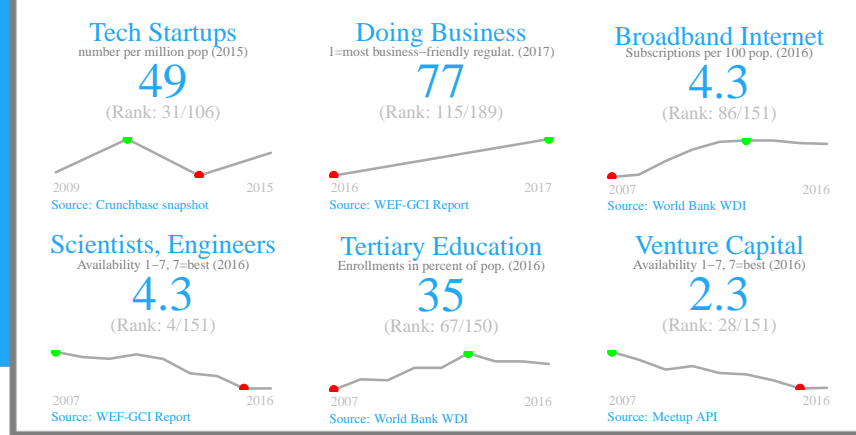 Tech Startups
number per million pop (2015)
49
(Rank: 31/106)
2009 2015
Source: Crunchbase snapshot
Doing Business
1=most business–friendly regulat. (2017)
77
(Rank: 115/189)
2016 2017
Source: WEF-GCI Report
Broadband Internet
Subscriptions per 100 pop. (2016)
4.3
(Rank: 86/151)
2007 2016
Source: World Bank WDI
Scientists, Engineers
Availability 1–7, 7=best (2016)
4.3
(Rank: 4/151)
2007 2016
Source: WEF-GCI Report
Tertiary Education
Enrollments in percent of pop. (2016)
35
(Rank: 67/150)
2007 2016
Source: World Bank WDI
Venture Capital
Availability 1–7, 7=best (2016)
2.3
(Rank: 28/151)
2007 2016
Source: Meetup API